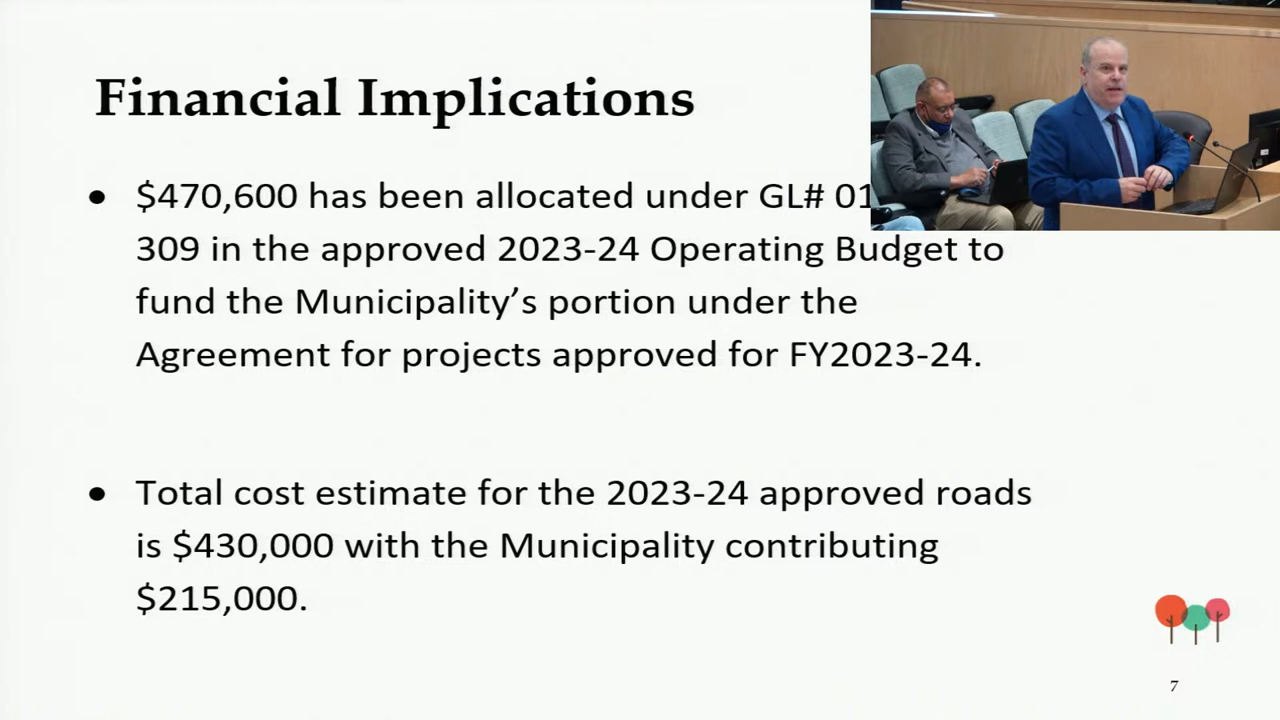 Financial Implications
• $470,600 has been allocated under GL# 01
309 in the approved 2023-24 Operating Budget to
fund the Municipality’s portion under the
Agreement for projects approved for FY2023-24.
• Total cost estimate for the 2023-24 approved roads
is $430,000 with the Municipality contributing
$215,000.
7